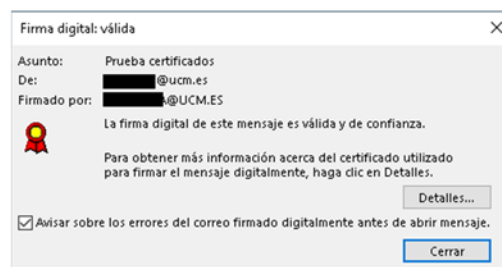 Firma digital: válida
Asunto: Prueba certificados
De: @ucm.es
Firmado por: @UCM.ES
La firma digital de este mensaje es válida y de confianza.
Para obtener más información acerca del certificado utilizado
para firmar el mensaje digitalmente, haga clic en Detalles.
Detalles...
Avisar sobre los errores del correo firmado digitalmente antes de abrir mensaje.
Cerrar